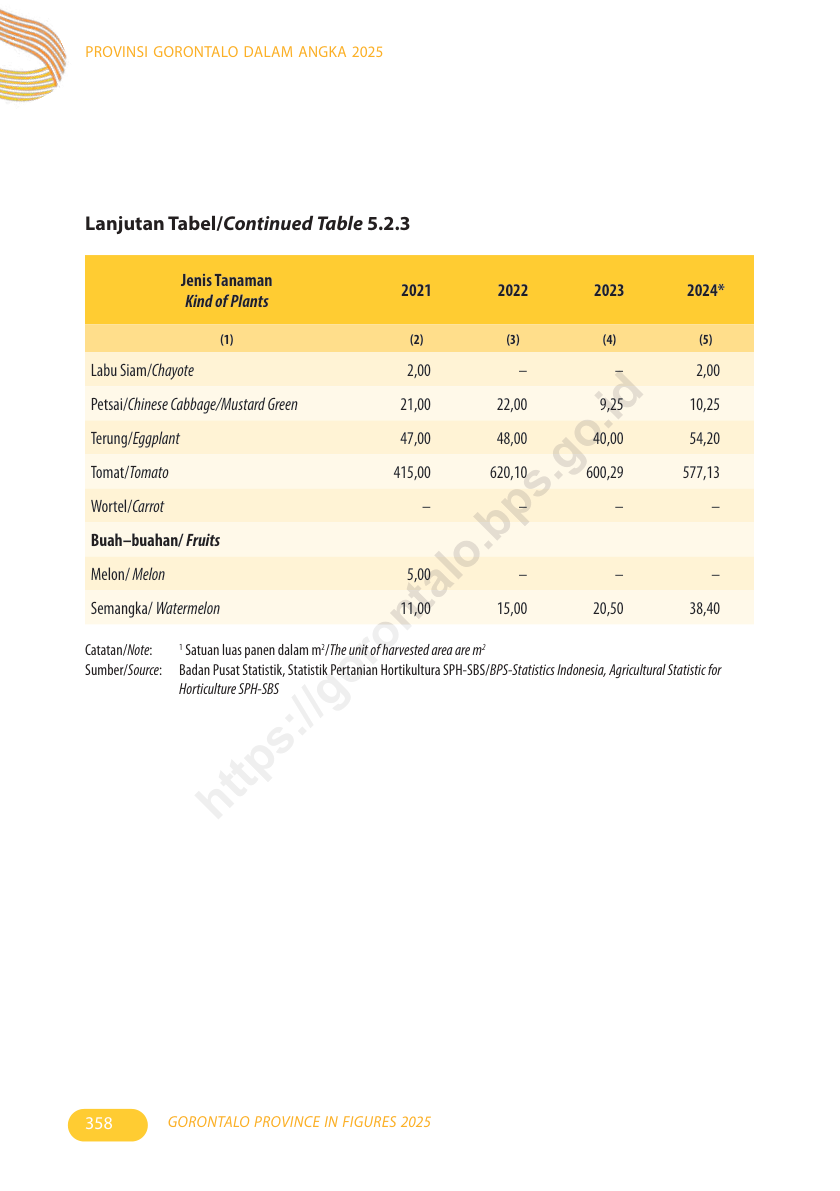 PROVINSI GORONTALO DALAM ANGKA 2025
Lanjutan Tabel/Continued Table 5.2.3
Jenis Tanaman
Kind of Plants
2021 2022 2023 2024*
(1) (2) (3) (4) (5)
Labu Siam/Chayote 2,00 – – 2,00
Petsai/Chinese Cabbage/Mustard Green 21,00 22,00 9,25 10,25
Terung/Eggplant 47,00 48,00 40,00 54,20
Tomat/Tomato 415,00 620,10 600,29 577,13
Wortel/Carrot – – – –
Buah–buahan/ Fruits
Melon/ Melon 5,00 – – –
Semangka/ Watermelon 11,00 15,00 20,50 38,40
Catatan/Note: ¹ Satuan luas panen dalam m²/The unit of harvested area are m²
Sumber/Source: Badan Pusat Statistik, Statistik Pertanian Hortikultura SPH-SBS/BPS-Statistics Indonesia, Agricultural Statistic for
Horticulture SPH-SBS
https://gorontalo.bps.go.id
358 GORONTALO PROVINCE IN FIGURES 2025